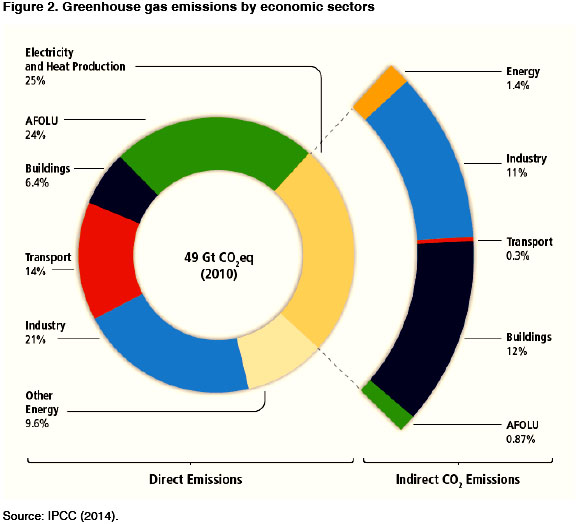 Figure 2. Greenhouse gas emissions by economic sectors
Electricity
and Heat Production
25%
AFOLU
24%
Buildings
6.4%
Transport
14%
Industry
21%
Other
Energy
9.6%
49 Gt CO₂eq
(2010)
Energy
1.4%
Industry
11%
Transport
0.3%
Buildings
12%
AFOLU
0.87%
Direct Emissions
Indirect CO₂ Emissions
Source: IPCC (2014).